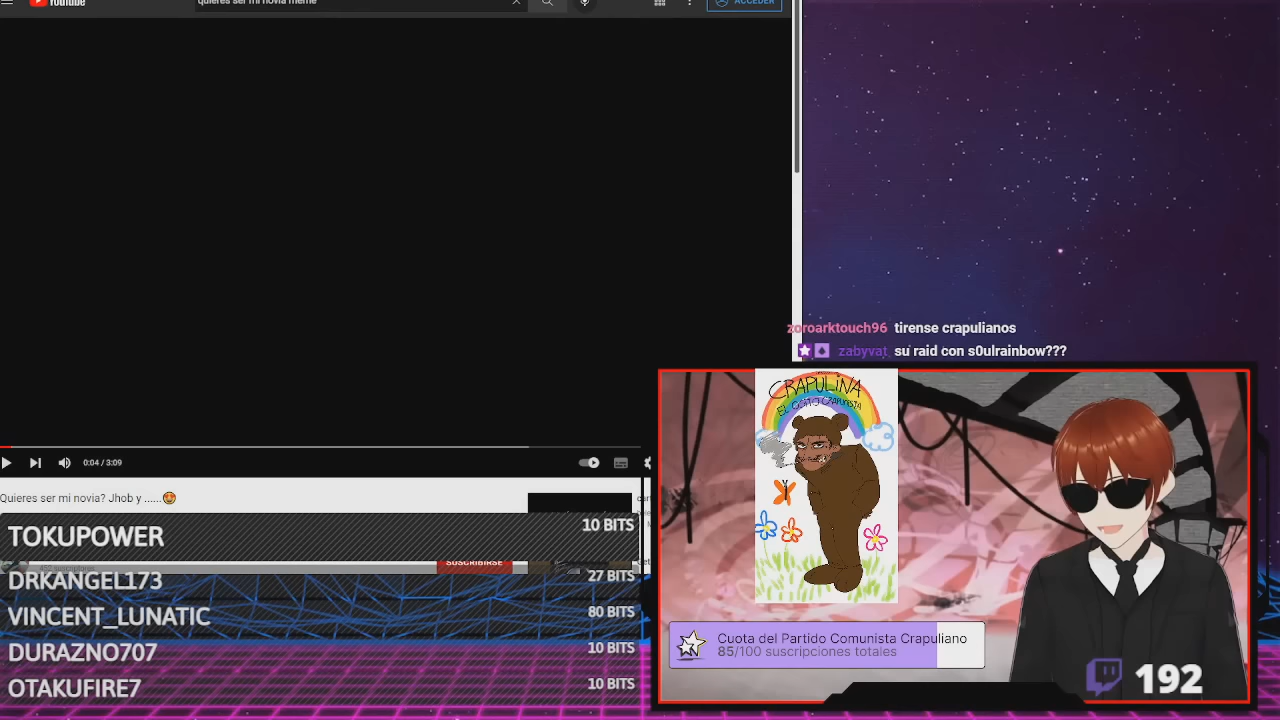 YouTube
quieres ser mi novia meme
ACCEDER
zoroarktouch96 tirense crapulianos
zabyvat su raid con s0ulrainbow???
0:04 / 3:09
Quieres ser mi novia? Jhob y ......🤩
SUSCRIBIRSE
TOKUPOWER 10 BITS
DRKANGEL173 27 BITS
VINCENT_LUNATIC 80 BITS
DURAZNO707 10 BITS
OTAKUFIRE7 10 BITS
CRAPULINA
Cuota del Partido Comunista Crapuliano
85/100 suscripciones totales
192